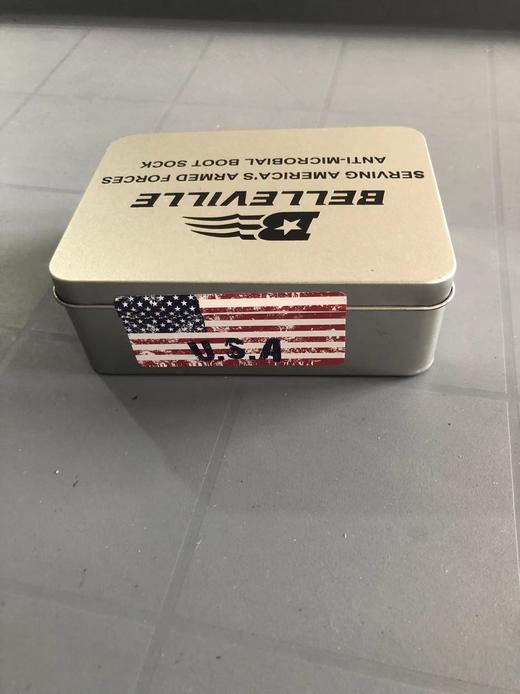 BELLEVILLE
SERVING AMERICA'S ARMED FORCES
ANTI-MICROBIAL BOOT SOCK
U.S.A